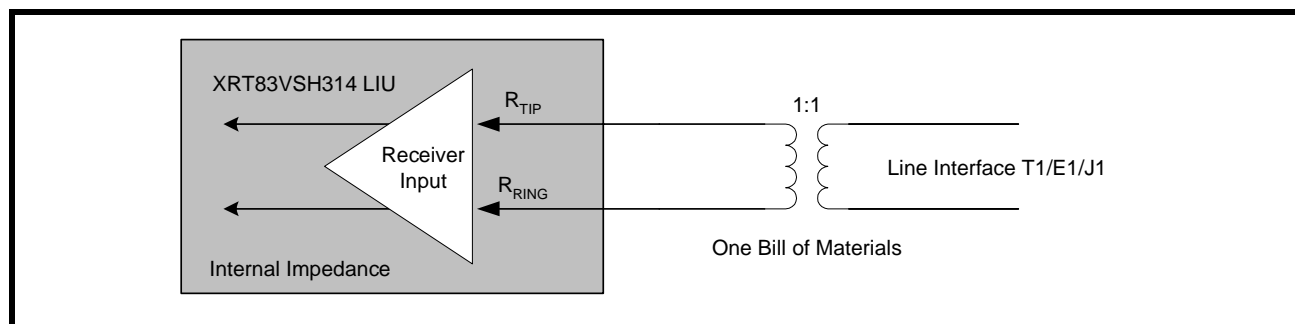 XRT83VSH314 LIU
R_TIP
1:1
Receiver
Input
Line Interface T1/E1/J1
R_RING
One Bill of Materials
Internal Impedance